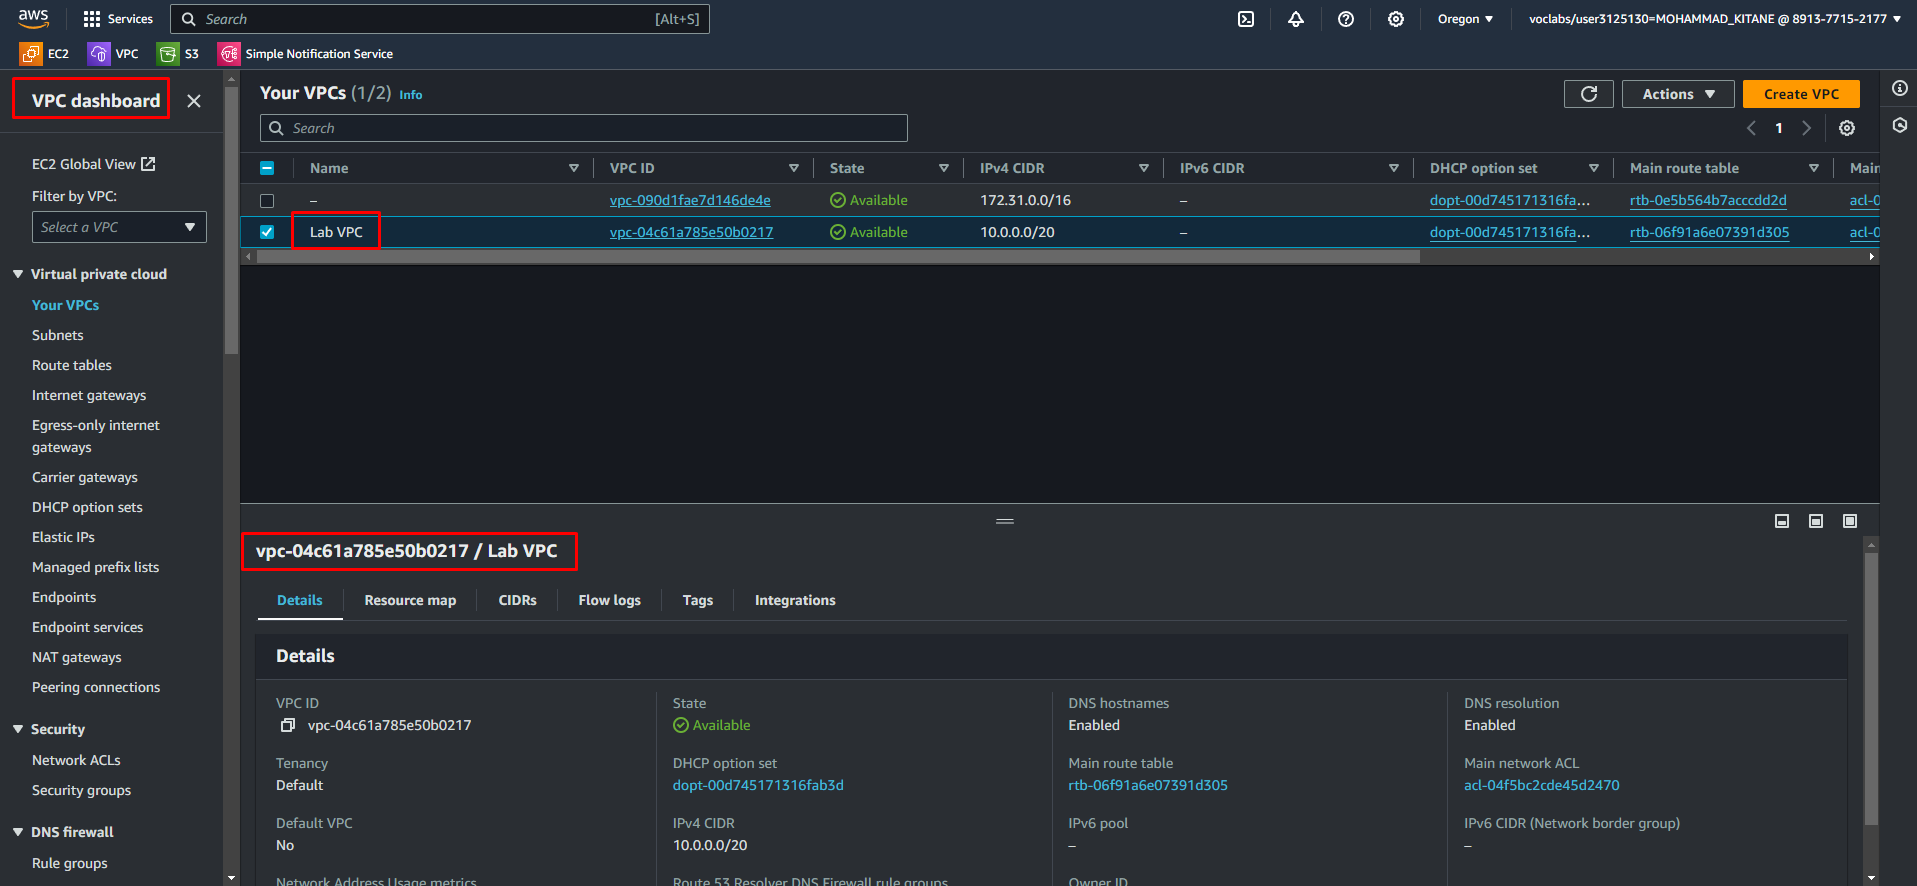 aws Services Search [Alt+S] Oregon ▼ voclabs/user3125130=MOHAMMAD_KITANE @ 8913-7715-2177 ▼
EC2 VPC S3 Simple Notification Service
VPC dashboard
EC2 Global View
Filter by VPC:
Select a VPC
Virtual private cloud
Your VPCs
Subnets
Route tables
Internet gateways
Egress-only internet
gateways
Carrier gateways
DHCP option sets
Elastic IPs
Managed prefix lists
Endpoints
Endpoint services
NAT gateways
Peering connections
Security
Network ACLs
Security groups
DNS firewall
Rule groups
Your VPCs (1/2) Info Actions ▼ Create VPC
Search 1
Name VPC ID State IPv4 CIDR IPv6 CIDR DHCP option set Main route table Main
– vpc-090d1fae7d146de4e Available 172.31.0.0/16 – dopt-00d745171316fa... rtb-0e5b564b7acccdd2d acl-0
Lab VPC vpc-04c61a785e50b0217 Available 10.0.0.0/20 – dopt-00d745171316fa... rtb-06f91a6e07391d305 acl-0
vpc-04c61a785e50b0217 / Lab VPC
Details Resource map CIDRs Flow logs Tags Integrations
Details
VPC ID
vpc-04c61a785e50b0217
State
Available
DNS hostnames
Enabled
DNS resolution
Enabled
Tenancy
Default
DHCP option set
dopt-00d745171316fab3d
Main route table
rtb-06f91a6e07391d305
Main network ACL
acl-04f5bc2cde45d2470
Default VPC
No
IPv4 CIDR
10.0.0.0/20
IPv6 pool
–
IPv6 CIDR (Network border group)
–
Network Address Usage metrics
Route 53 Resolver DNS Firewall rule groups
Owner ID